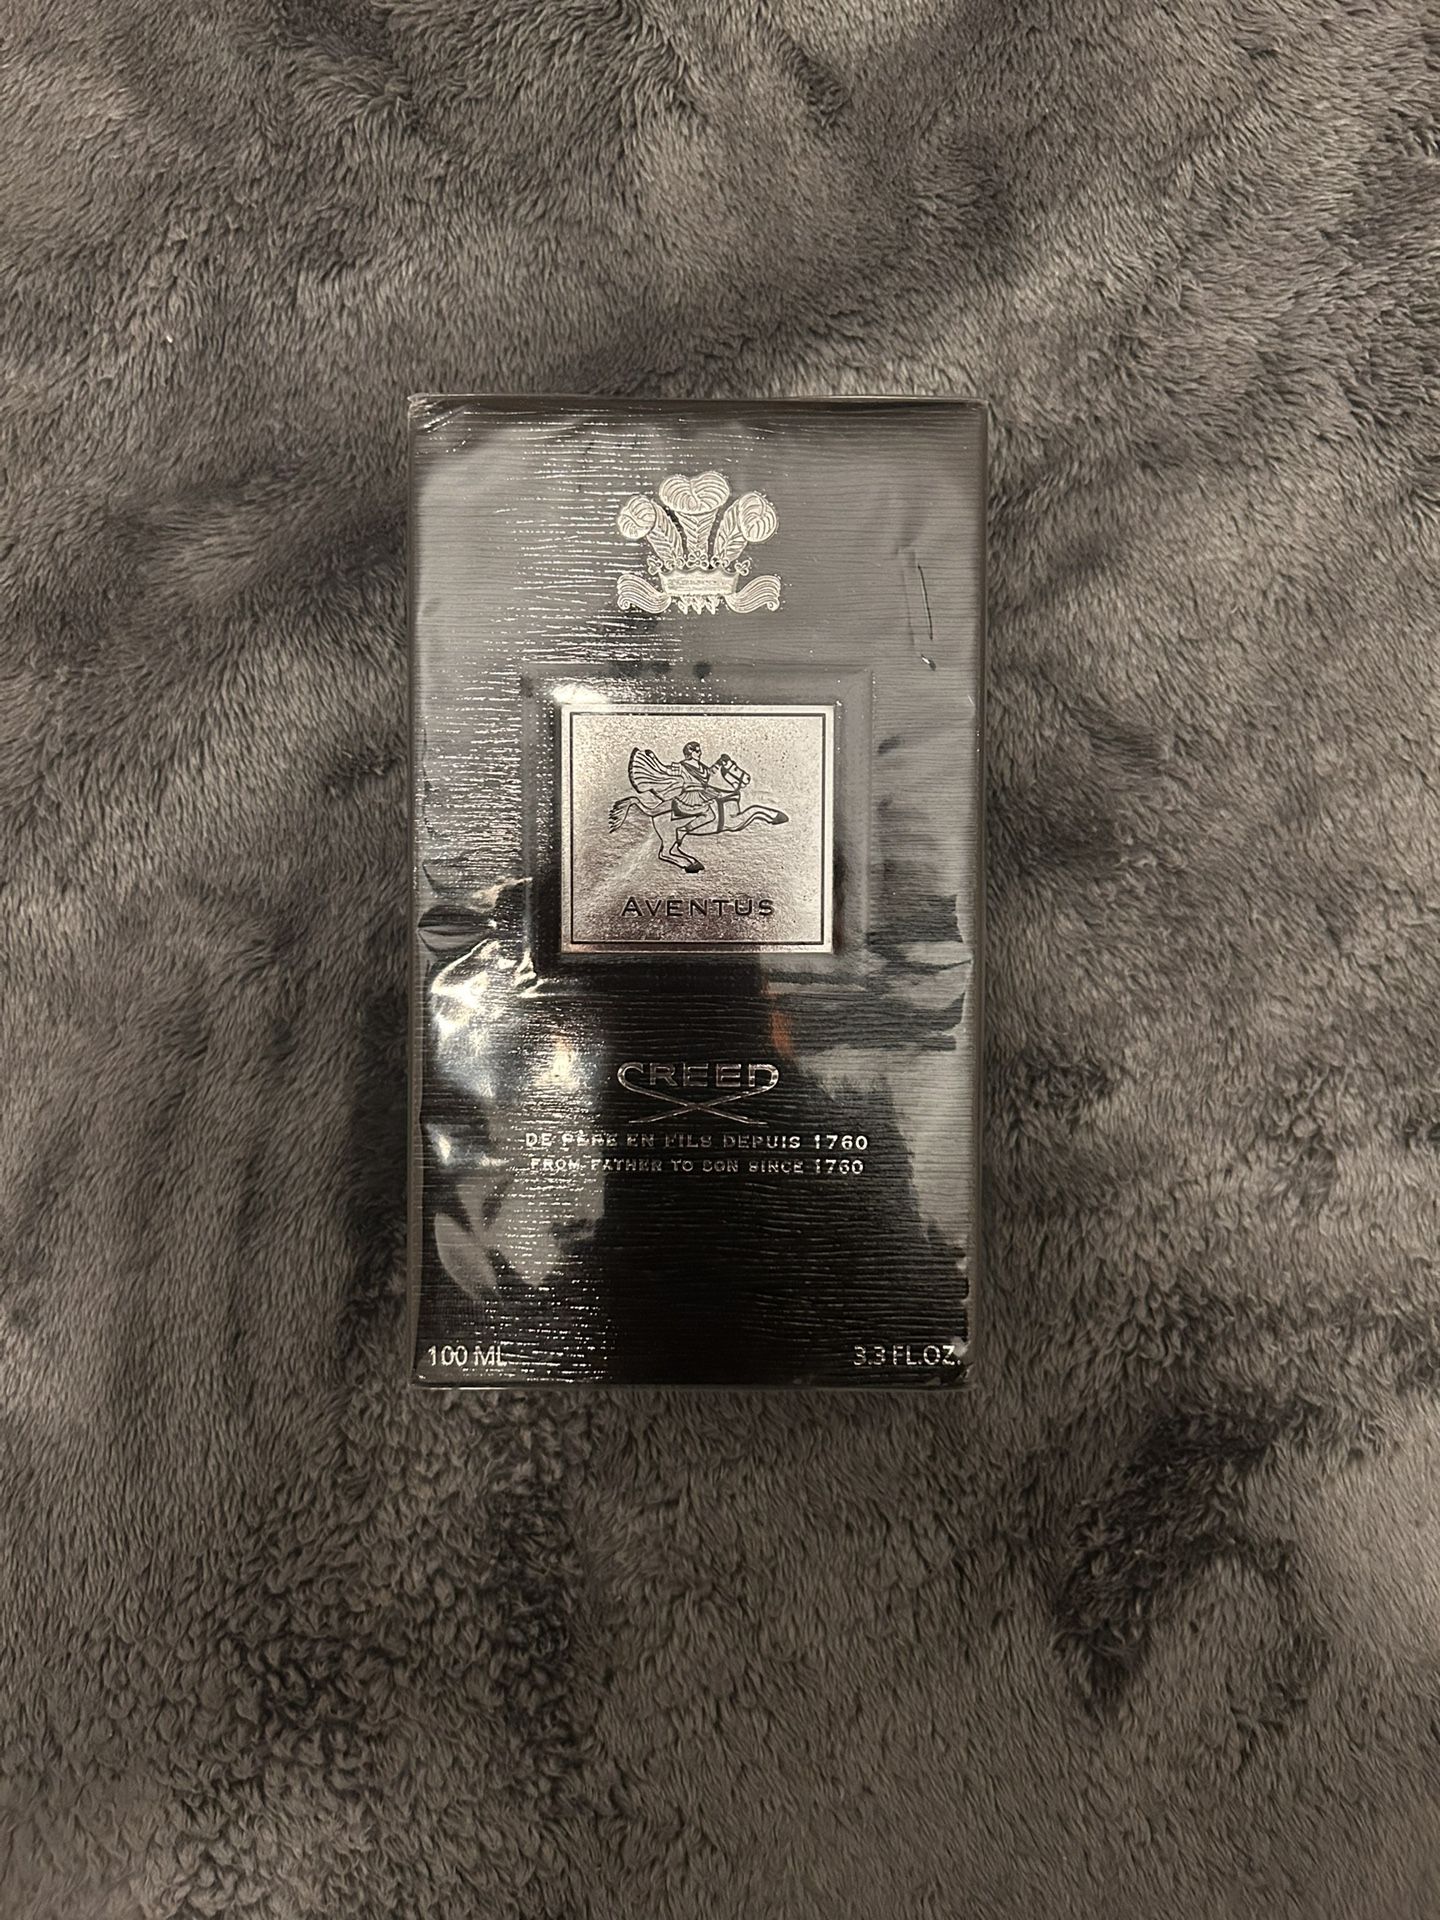 AVENTUS
CREED
DE PÈRE EN FILS DEPUIS 1760
FROM FATHER TO SON SINCE 1760
100 ML
3.3 FL.OZ.